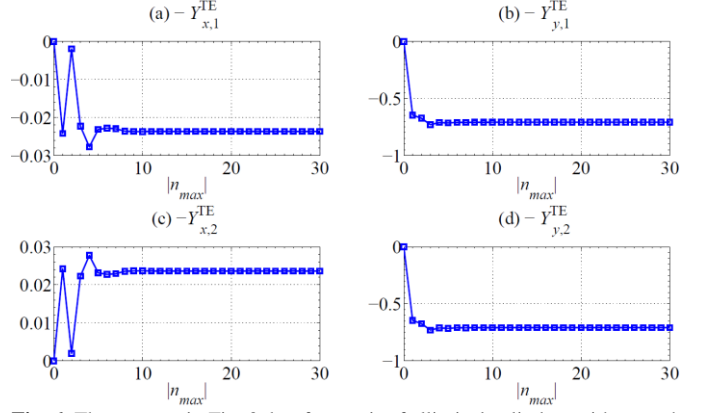 (a) − Y^TE_x,1
0
−0.01
−0.02
−0.03
0 10 20 30
|n_max|
(b) − Y^TE_y,1
0
−0.5
−1
0 10 20 30
|n_max|
(c) − Y^TE_x,2
0.03
0.02
0.01
0
0 10 20 30
|n_max|
(d) − Y^TE_y,2
0
−0.5
−1
0 10 20 30
|n_max|